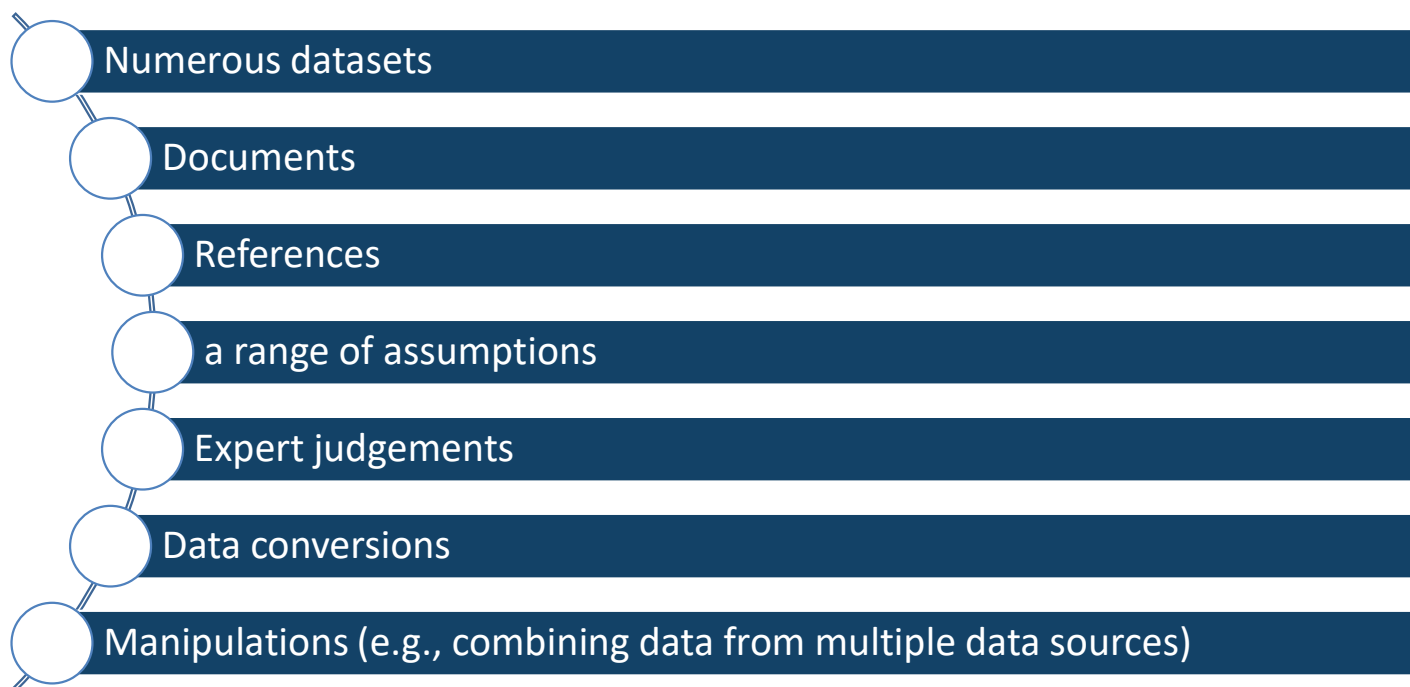 Numerous datasets
Documents
References
a range of assumptions
Expert judgements
Data conversions
Manipulations (e.g., combining data from multiple data sources)